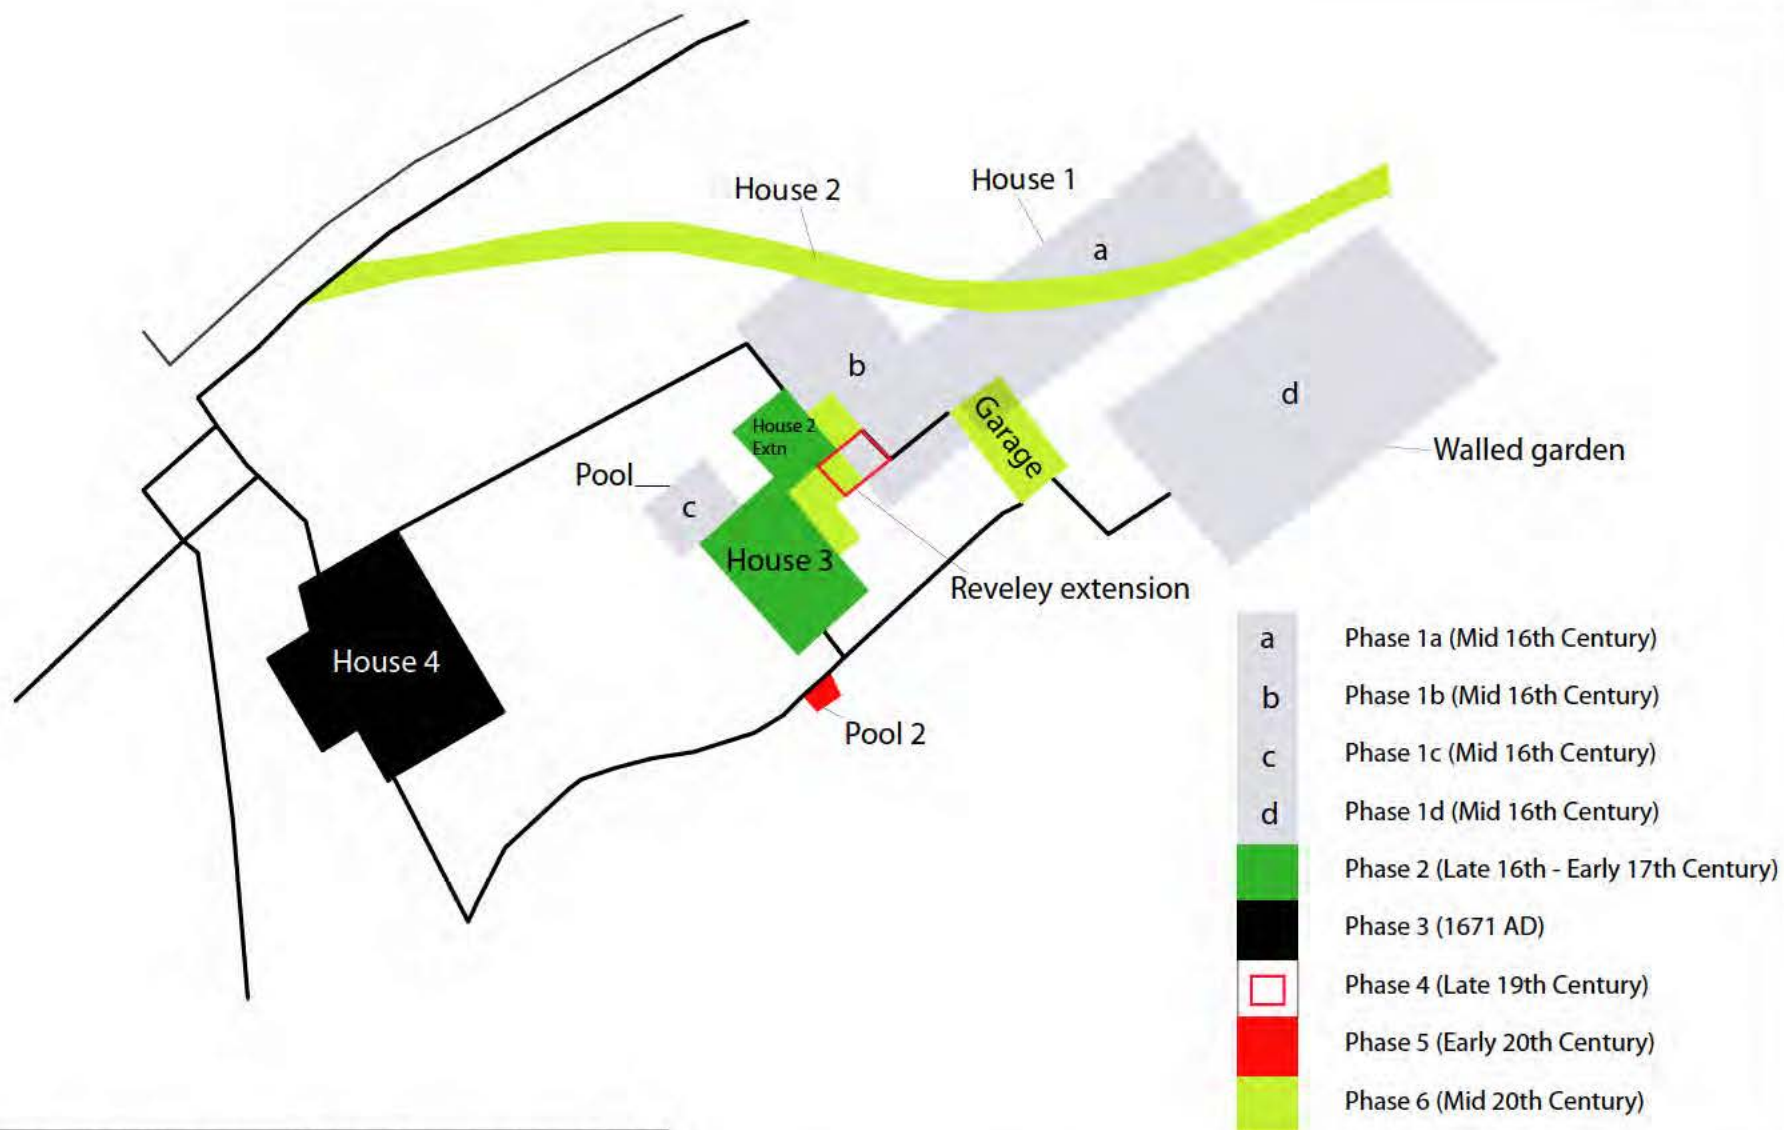 House 2
House 1
a
b
House 2
Extn
Garage
d
Walled garden
Pool
c
House 3
Reveley extension
House 4
Pool 2
a Phase 1a (Mid 16th Century)
b Phase 1b (Mid 16th Century)
c Phase 1c (Mid 16th Century)
d Phase 1d (Mid 16th Century)
Phase 2 (Late 16th - Early 17th Century)
Phase 3 (1671 AD)
Phase 4 (Late 19th Century)
Phase 5 (Early 20th Century)
Phase 6 (Mid 20th Century)